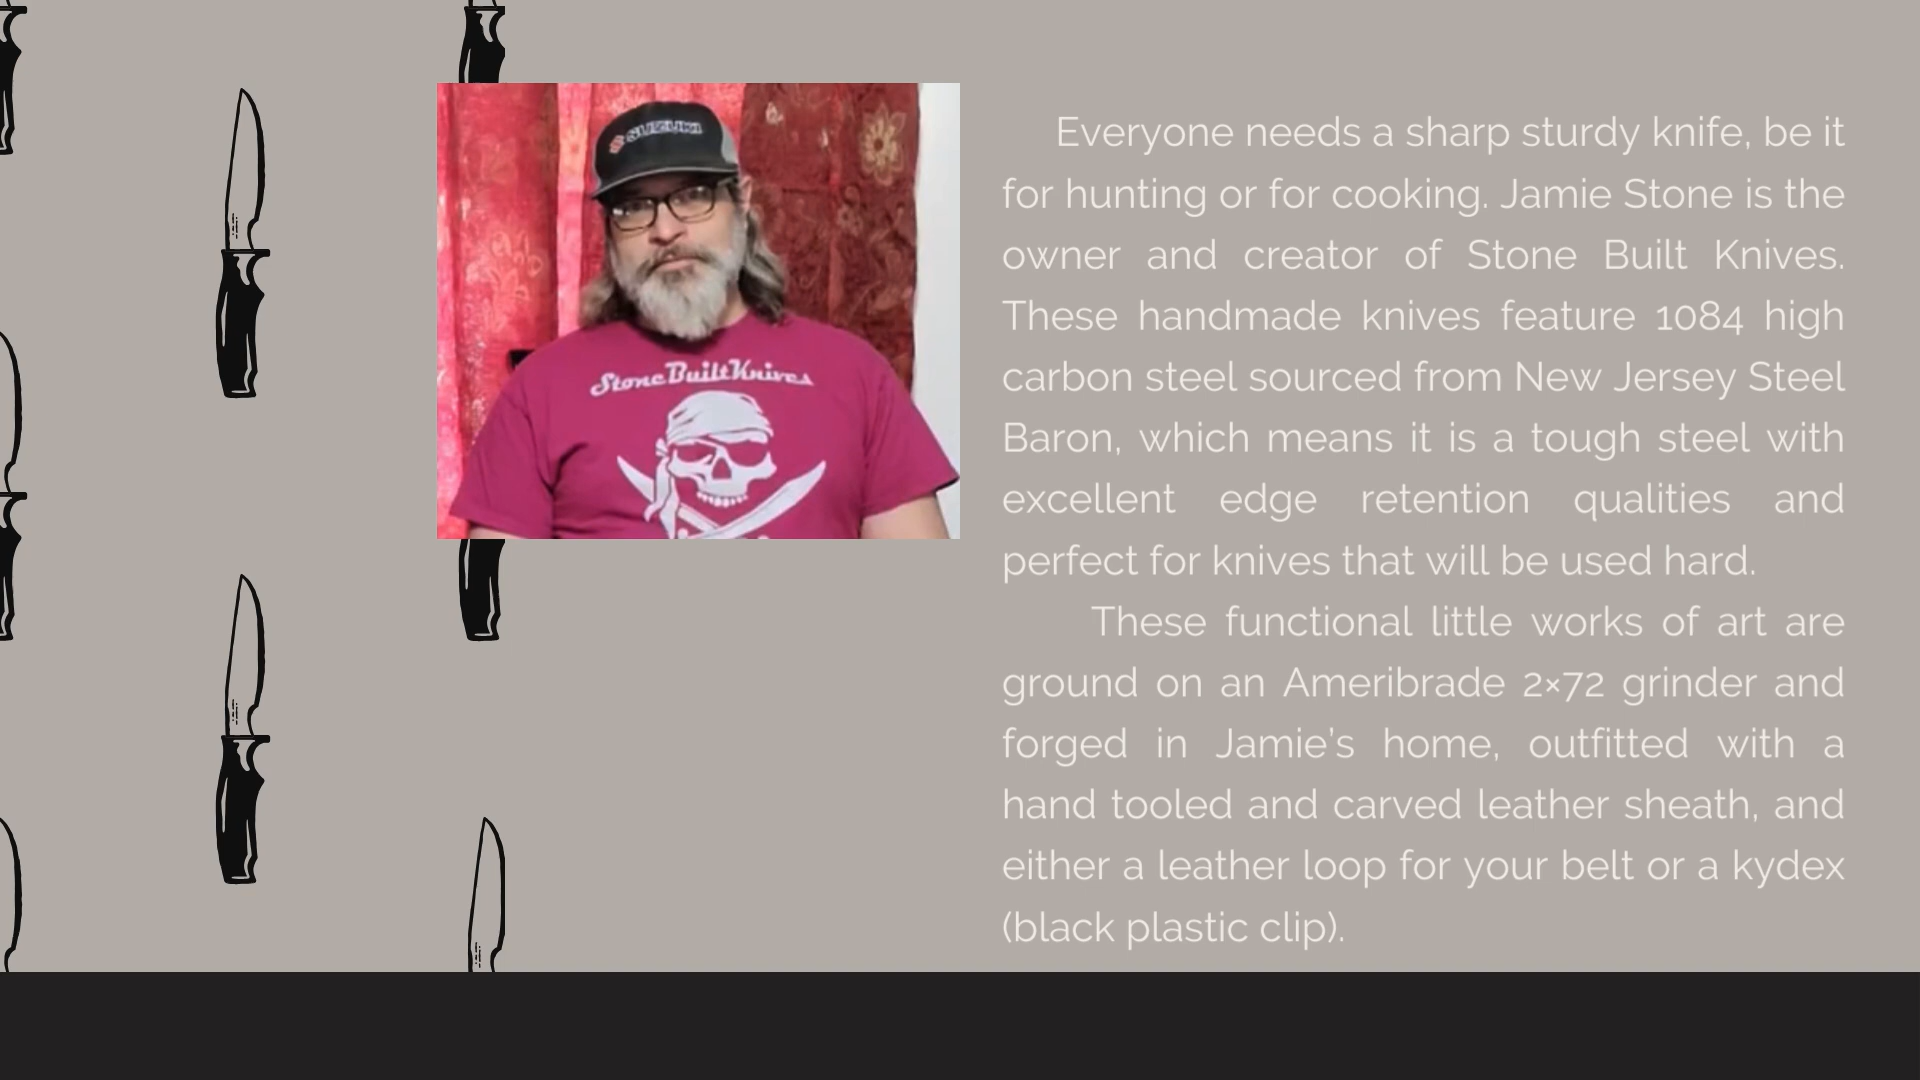 SUZUKI
StoneBuiltKnives
Everyone needs a sharp sturdy knife, be it
for hunting or for cooking. Jamie Stone is the
owner and creator of Stone Built Knives.
These handmade knives feature 1084 high
carbon steel sourced from New Jersey Steel
Baron, which means it is a tough steel with
excellent edge retention qualities and
perfect for knives that will be used hard.
These functional little works of art are
ground on an Ameribrade 2×72 grinder and
forged in Jamie’s home, outfitted with a
hand tooled and carved leather sheath, and
either a leather loop for your belt or a kydex
(black plastic clip).